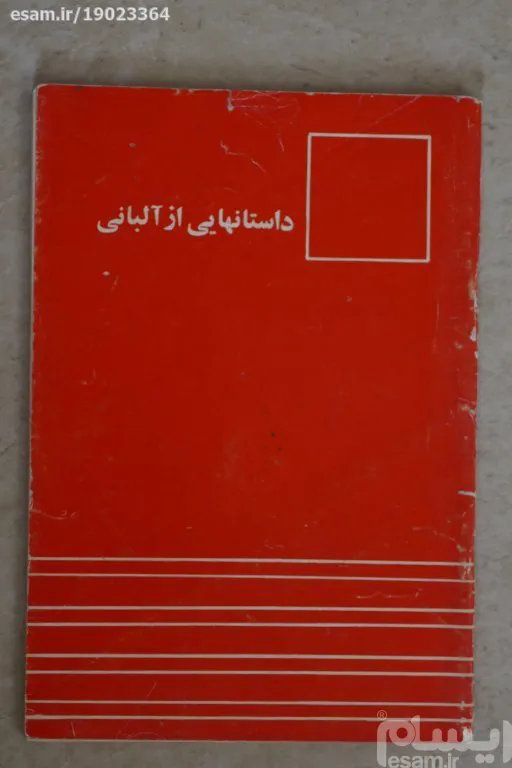 esam.ir/19023364
داستانهایی از آلبانی
ایسام®
esam.ir